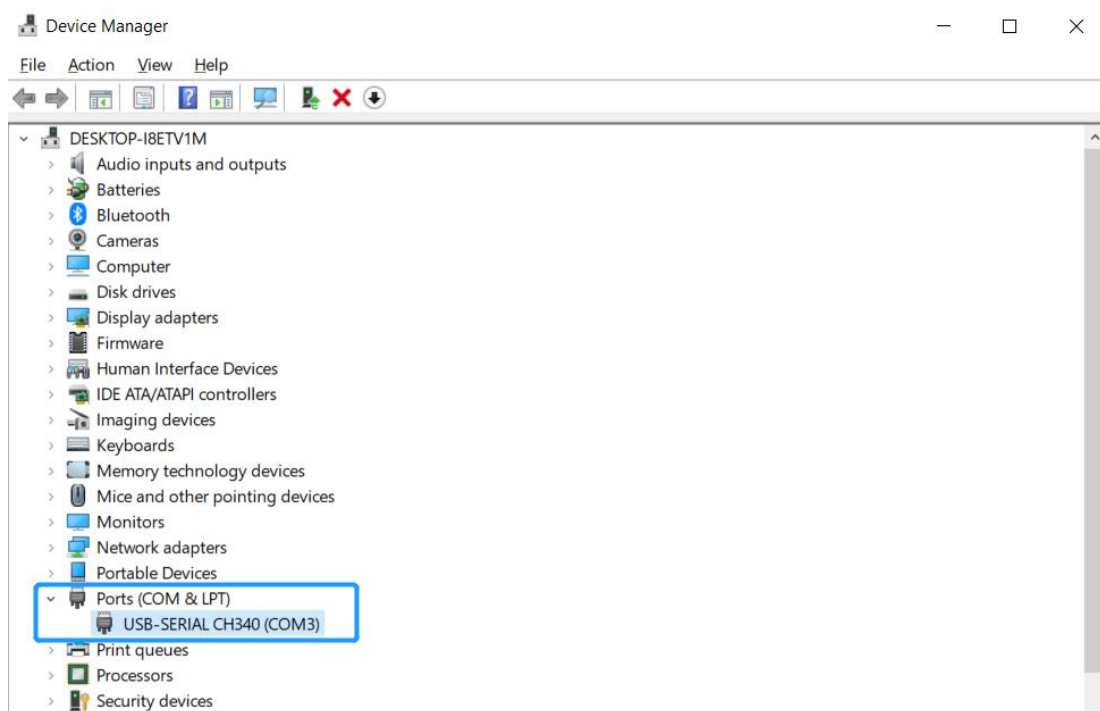 Device Manager
File Action View Help
DESKTOP-I8ETV1M
Audio inputs and outputs
Batteries
Bluetooth
Cameras
Computer
Disk drives
Display adapters
Firmware
Human Interface Devices
IDE ATA/ATAPI controllers
Imaging devices
Keyboards
Memory technology devices
Mice and other pointing devices
Monitors
Network adapters
Portable Devices
Ports (COM & LPT)
USB-SERIAL CH340 (COM3)
Print queues
Processors
Security devices